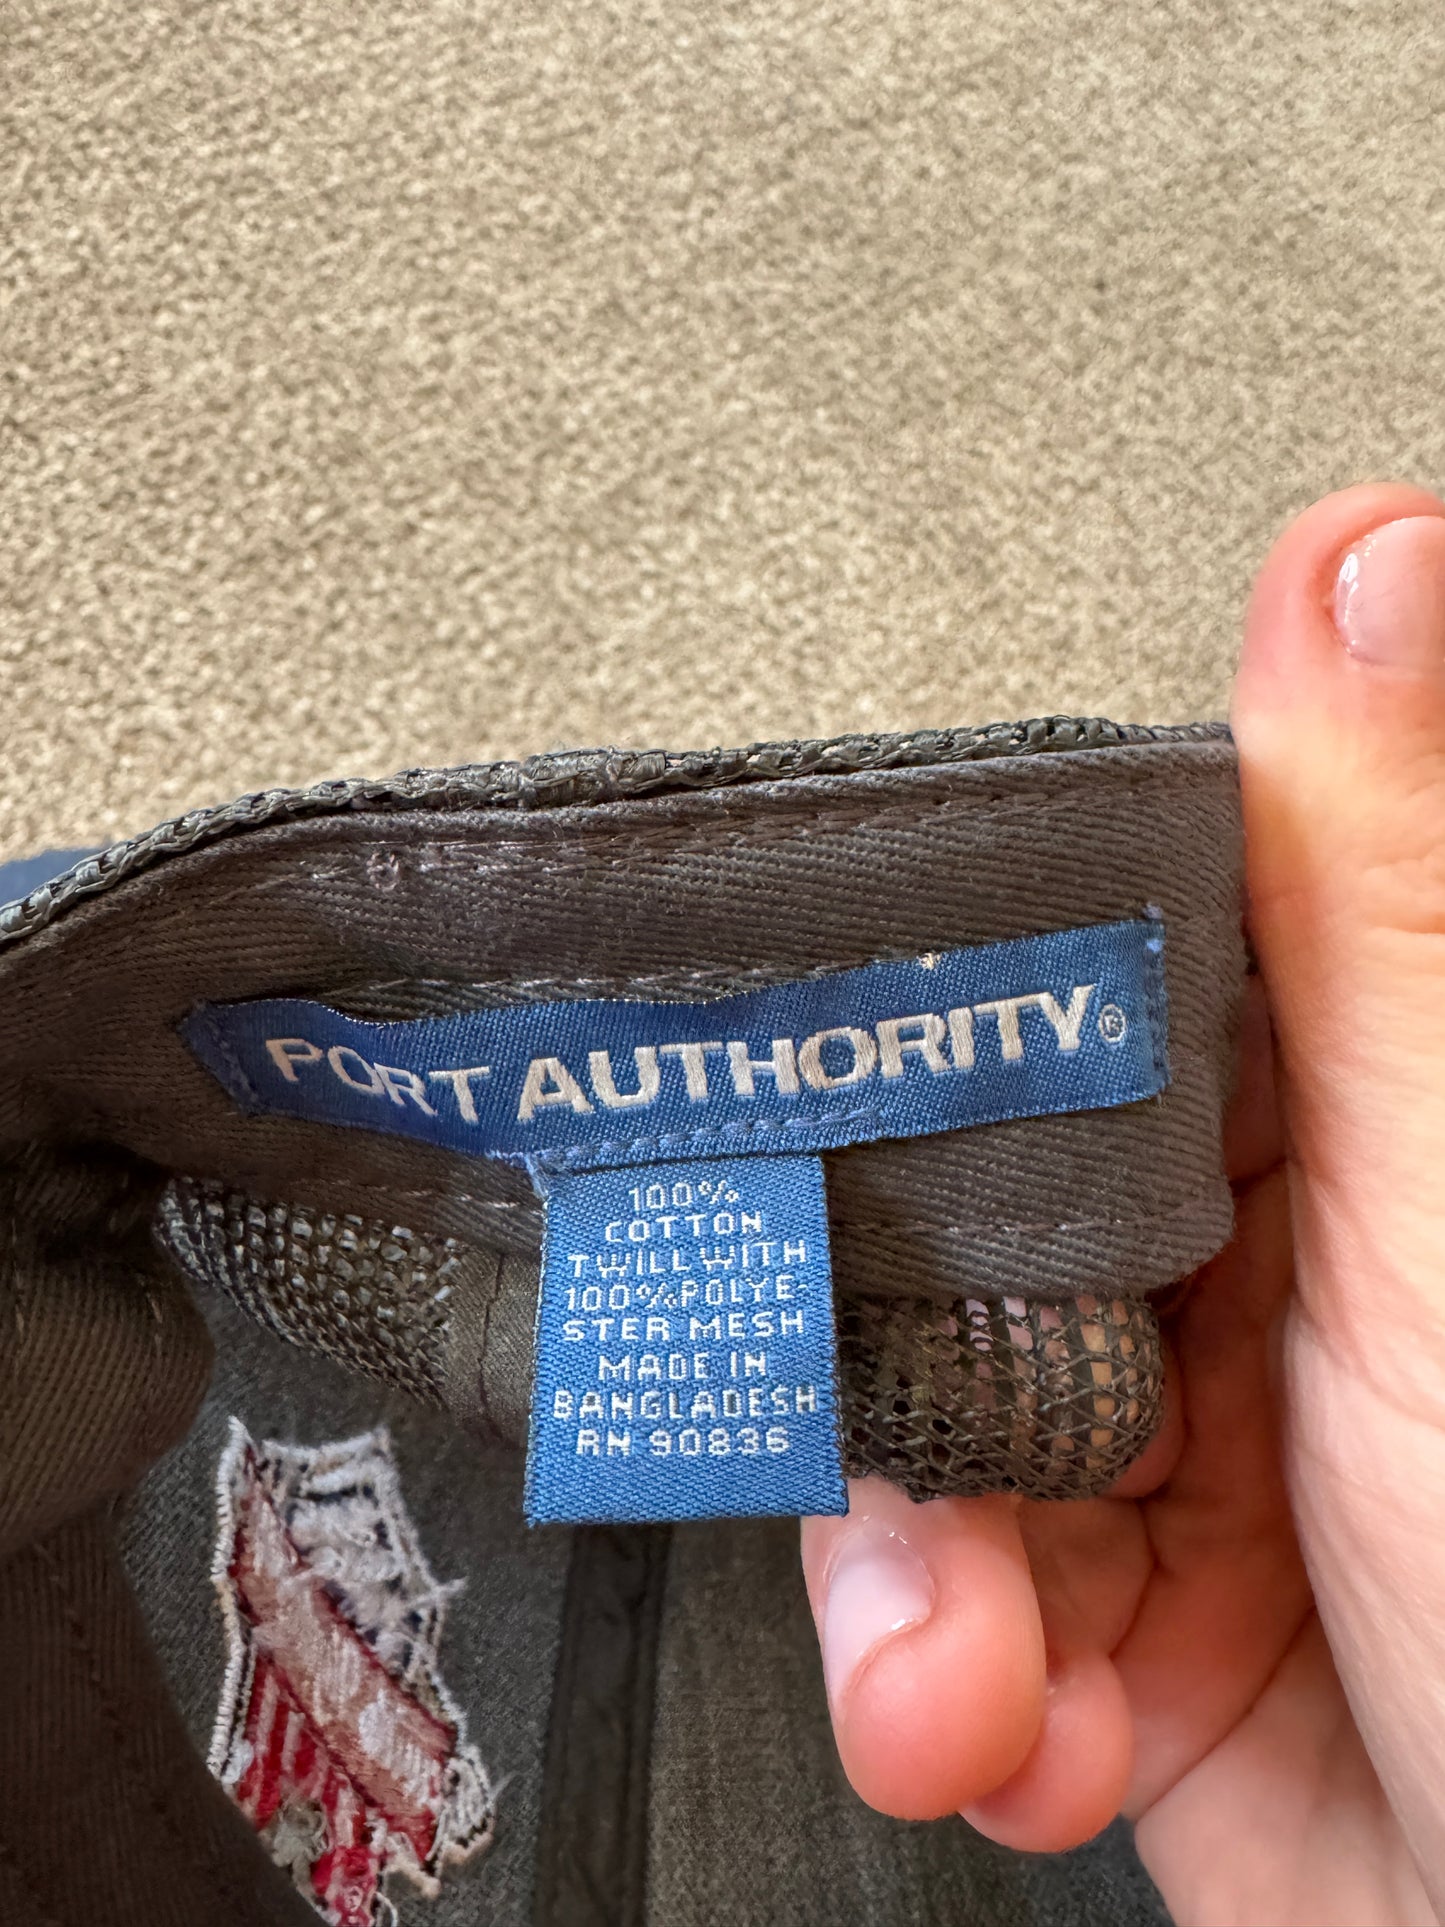 PORT AUTHORITY®
100%
COTTON
TWILL WITH
100%POLYE-
STER MESH
MADE IN
BANGLADESH
RN 90836